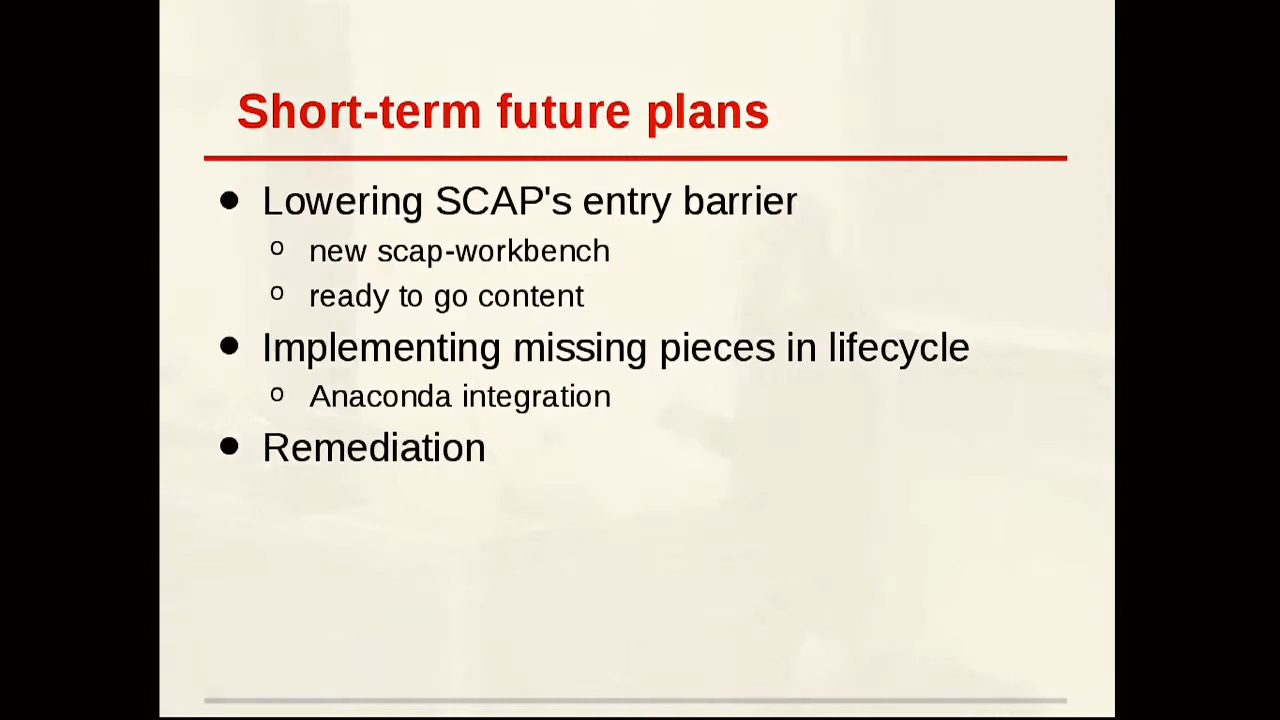 Short-term future plans
● Lowering SCAP's entry barrier
o new scap-workbench
o ready to go content
● Implementing missing pieces in lifecycle
o Anaconda integration
● Remediation